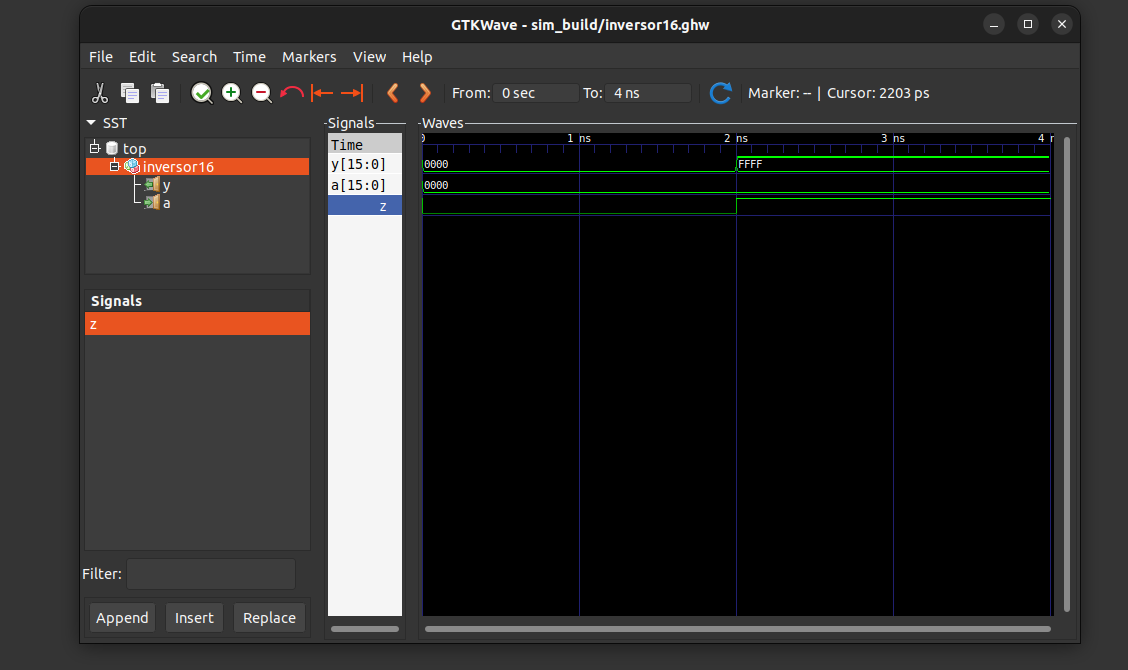 GTKWave - sim_build/inversor16.ghw
File Edit Search Time Markers View Help
From: 0 sec To: 4 ns Marker: -- | Cursor: 2203 ps
SST
top
inversor16
y
a
Signals
z
Filter:
Append Insert Replace
Signals
Time
y[15:0]
a[15:0]
z
Waves
0 1 ns 2 ns 3 ns 4 n
0000 FFFF
0000